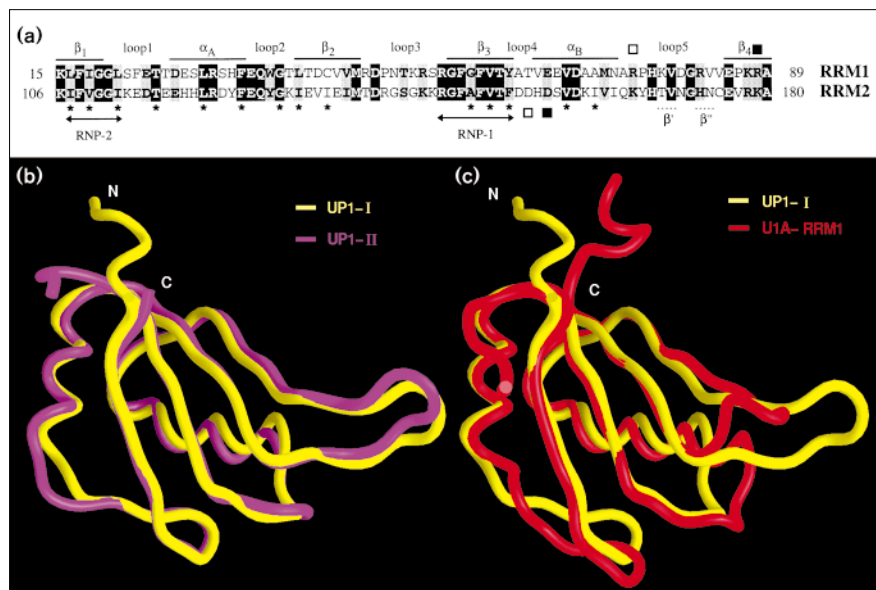 (a)
β1 loop1 αA loop2 β2 loop3 β3 loop4 αB □ loop5 β4 ■
15 KLFIGGLSFETTDESLRSHFEQWGTLTDCVVMRDPNTKRSRGFGFVTYATVEEVDAAMNARPHKVDGRVVEPKRA 89 RRM1
106 KIFVGGIKEDTEEHHLRDYFEQYGKIEVIEIMTDRGSGKKRGFAFVTFDDHDSVDKIVIQKYHTVNGHNCEVRKA 180 RRM2
* * * * * * * * * * * * * * * □ ■ * *
RNP-2 RNP-1 β' β"
(b) N
UP1-I
UP1-II
C
(c) N
UP1-I
U1A-RRM1
C